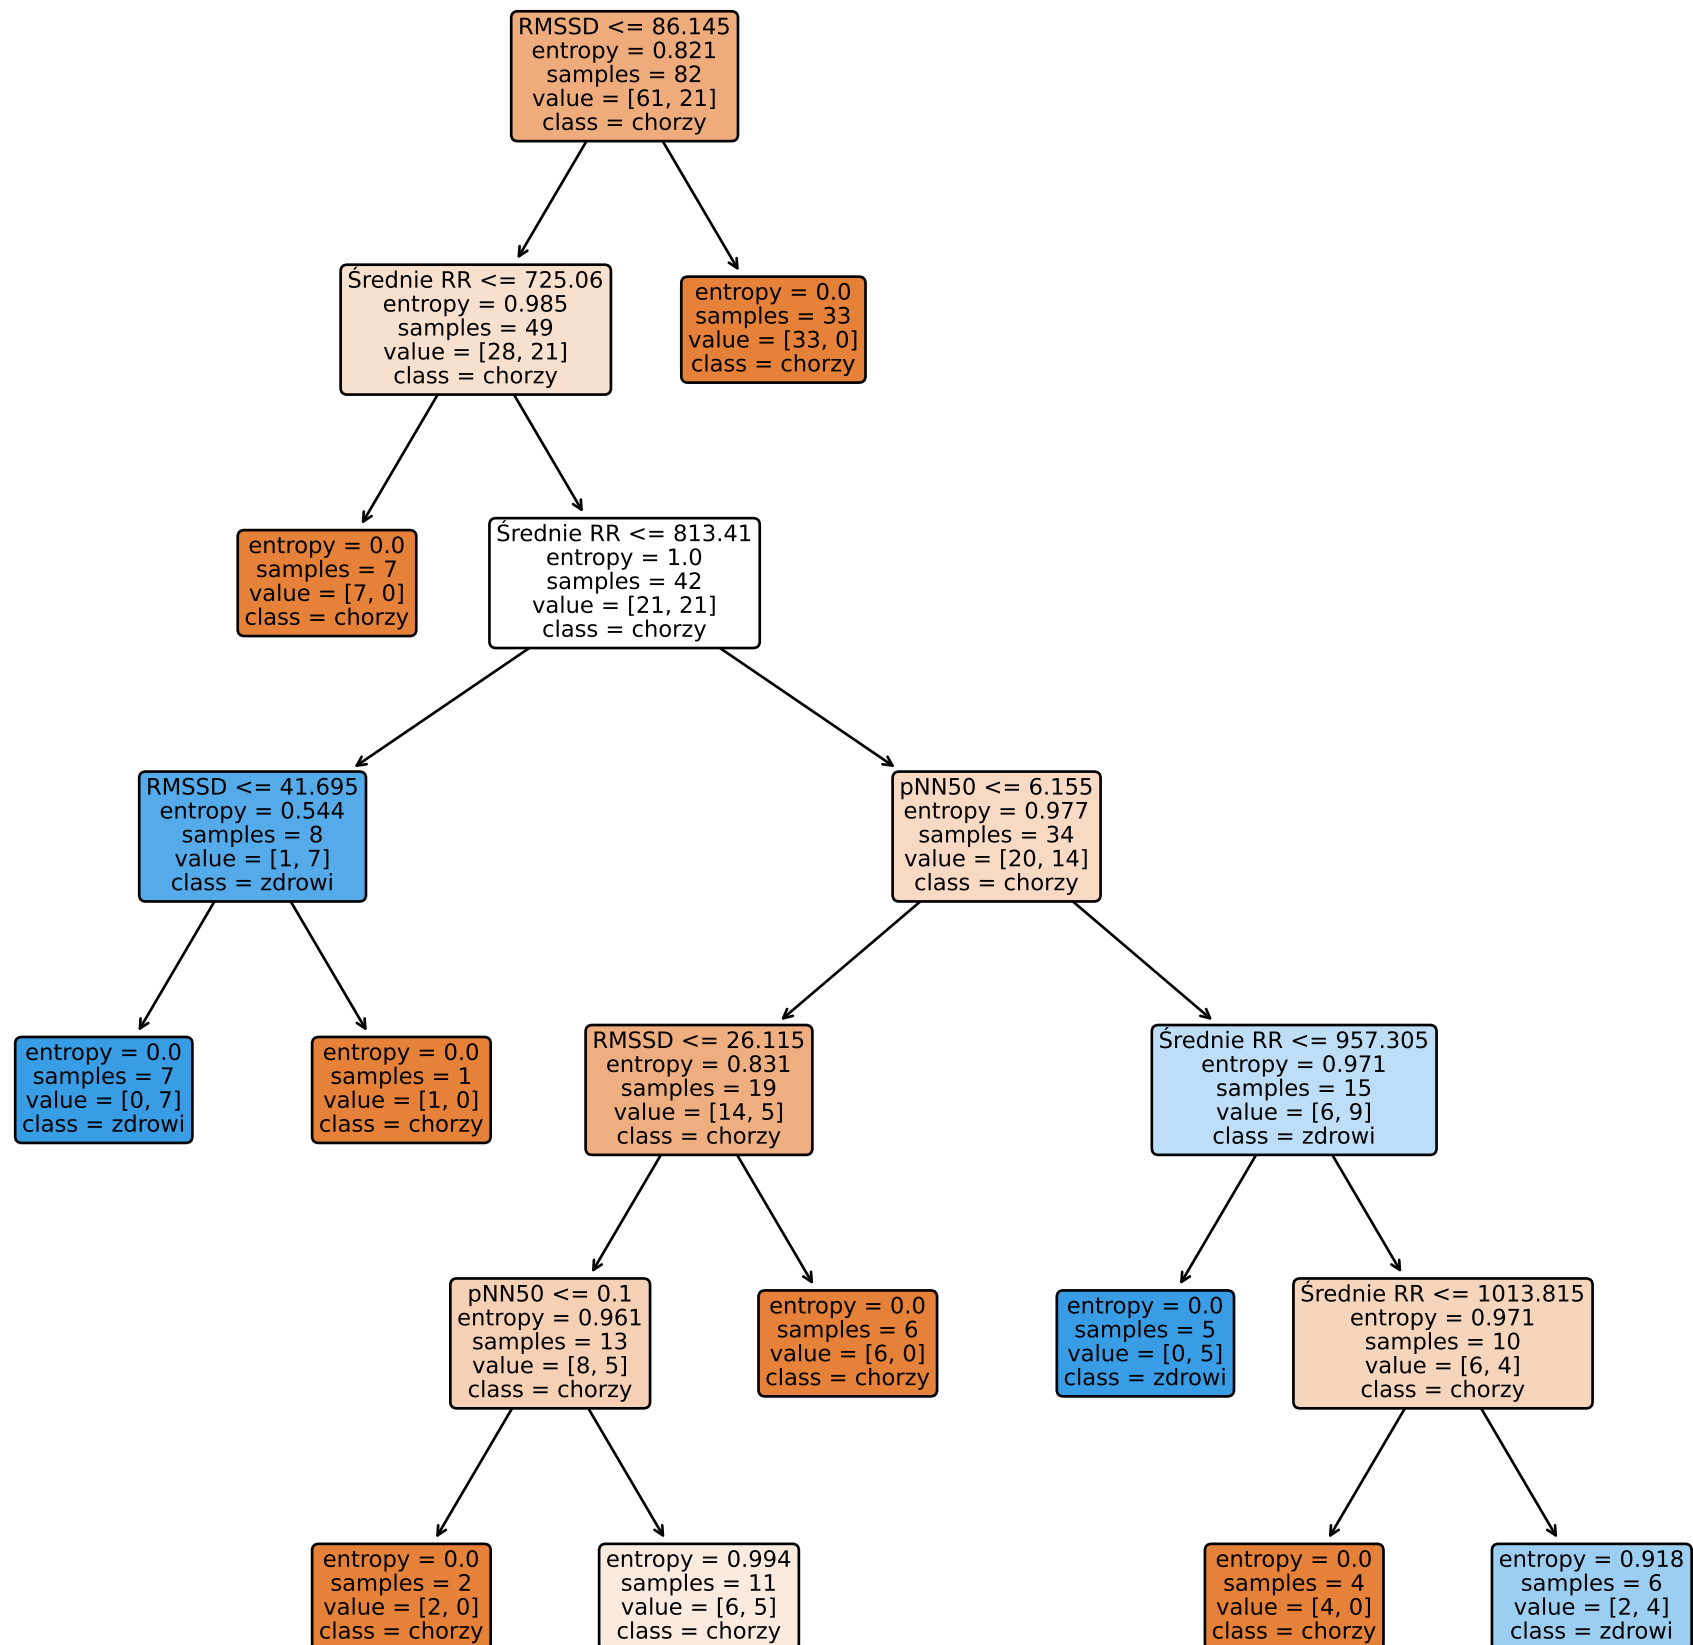 RMSSD <= 86.145
entropy = 0.821
samples = 82
value = [61, 21]
class = chorzy
Średnie RR <= 725.06
entropy = 0.985
samples = 49
value = [28, 21]
class = chorzy
entropy = 0.0
samples = 33
value = [33, 0]
class = chorzy
entropy = 0.0
samples = 7
value = [7, 0]
class = chorzy
Średnie RR <= 813.41
entropy = 1.0
samples = 42
value = [21, 21]
class = chorzy
RMSSD <= 41.695
entropy = 0.544
samples = 8
value = [1, 7]
class = zdrowi
pNN50 <= 6.155
entropy = 0.977
samples = 34
value = [20, 14]
class = chorzy
entropy = 0.0
samples = 7
value = [0, 7]
class = zdrowi
entropy = 0.0
samples = 1
value = [1, 0]
class = chorzy
RMSSD <= 26.115
entropy = 0.831
samples = 19
value = [14, 5]
class = chorzy
Średnie RR <= 957.305
entropy = 0.971
samples = 15
value = [6, 9]
class = zdrowi
pNN50 <= 0.1
entropy = 0.961
samples = 13
value = [8, 5]
class = chorzy
entropy = 0.0
samples = 6
value = [6, 0]
class = chorzy
entropy = 0.0
samples = 5
value = [0, 5]
class = zdrowi
Średnie RR <= 1013.815
entropy = 0.971
samples = 10
value = [6, 4]
class = chorzy
entropy = 0.0
samples = 2
value = [2, 0]
class = chorzy
entropy = 0.994
samples = 11
value = [6, 5]
class = chorzy
entropy = 0.0
samples = 4
value = [4, 0]
class = chorzy
entropy = 0.918
samples = 6
value = [2, 4]
class = zdrowi